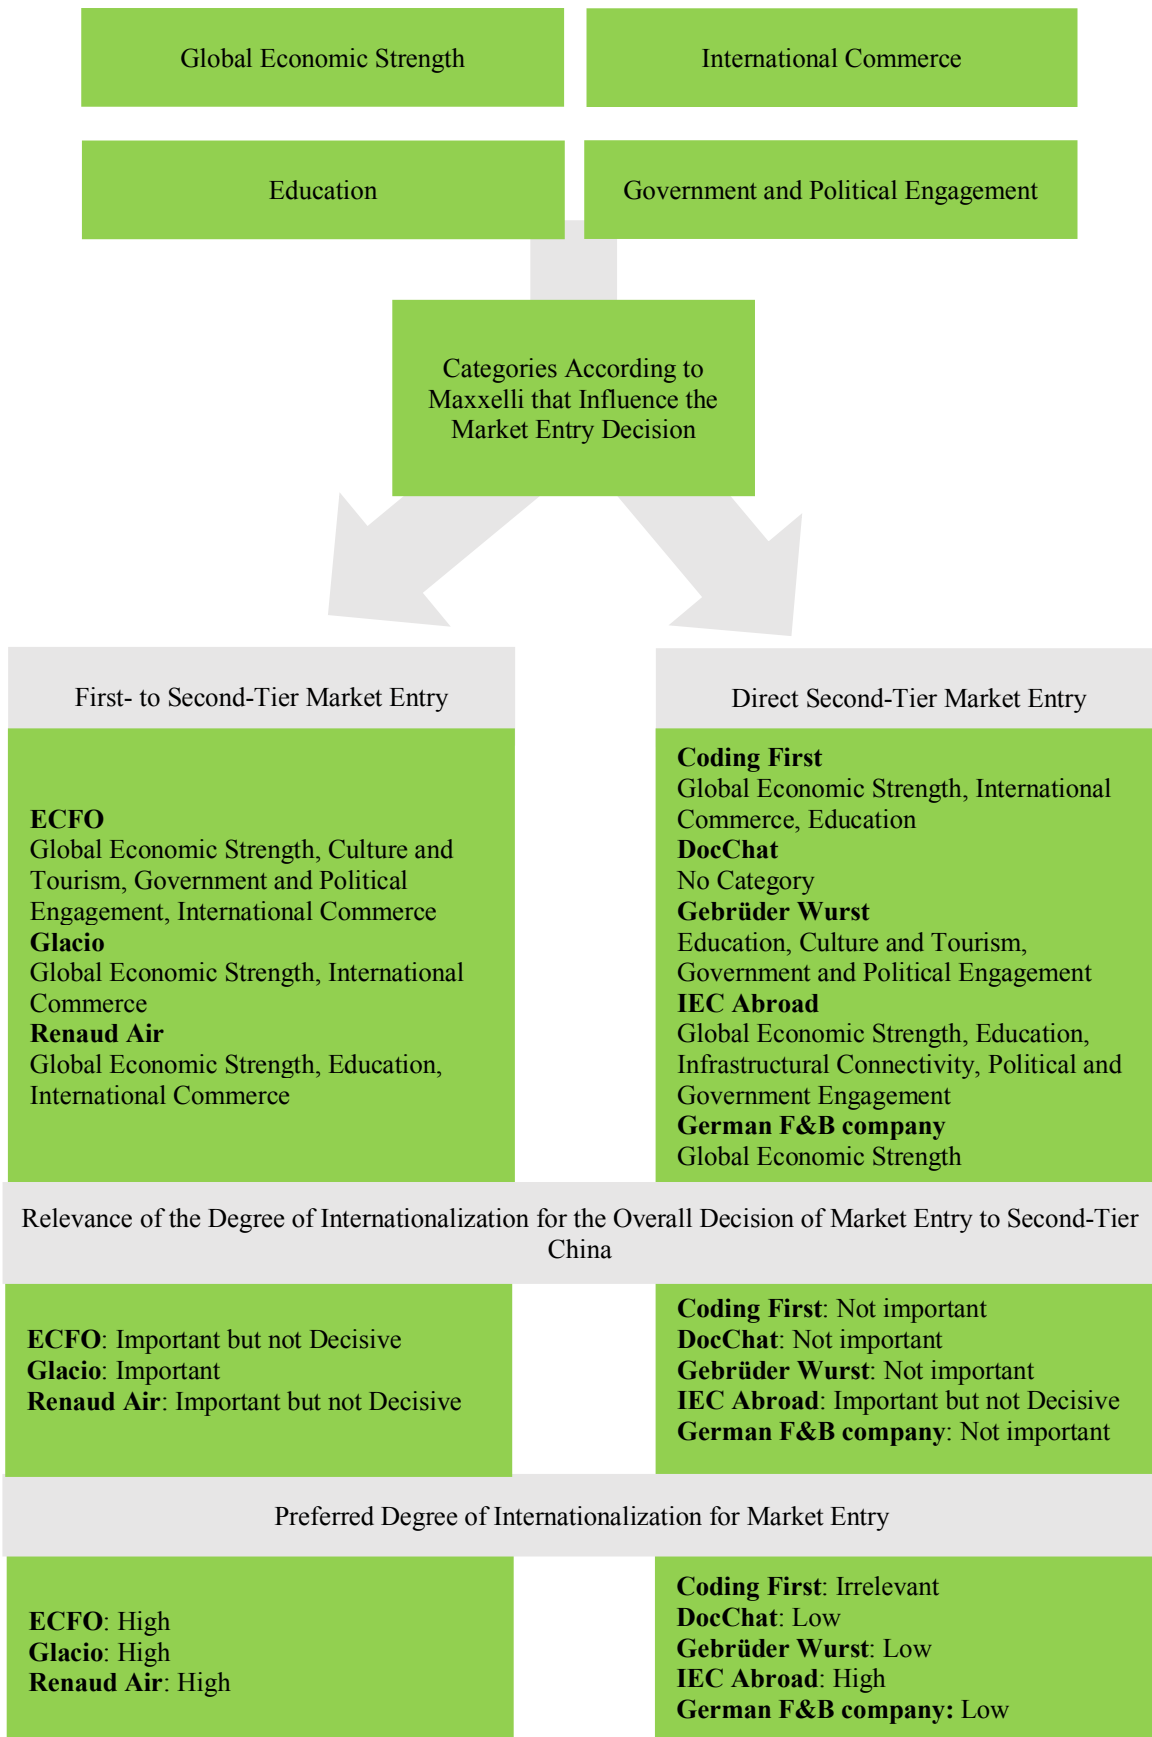 Global Economic Strength
International Commerce
Education
Government and Political Engagement
Categories According to
Maxxelli that Influence the
Market Entry Decision
First- to Second-Tier Market Entry
ECFO
Global Economic Strength, Culture and
Tourism, Government and Political
Engagement, International Commerce
Glacio
Global Economic Strength, International
Commerce
Renaud Air
Global Economic Strength, Education,
International Commerce
Direct Second-Tier Market Entry
Coding First
Global Economic Strength, International
Commerce, Education
DocChat
No Category
Gebrüder Wurst
Education, Culture and Tourism,
Government and Political Engagement
IEC Abroad
Global Economic Strength, Education,
Infrastructural Connectivity, Political and
Government Engagement
German F&B company
Global Economic Strength
Relevance of the Degree of Internationalization for the Overall Decision of Market Entry to Second-Tier
China
ECFO: Important but not Decisive
Glacio: Important
Renaud Air: Important but not Decisive
Coding First: Not important
DocChat: Not important
Gebrüder Wurst: Not important
IEC Abroad: Important but not Decisive
German F&B company: Not important
Preferred Degree of Internationalization for Market Entry
ECFO: High
Glacio: High
Renaud Air: High
Coding First: Irrelevant
DocChat: Low
Gebrüder Wurst: Low
IEC Abroad: High
German F&B company: Low